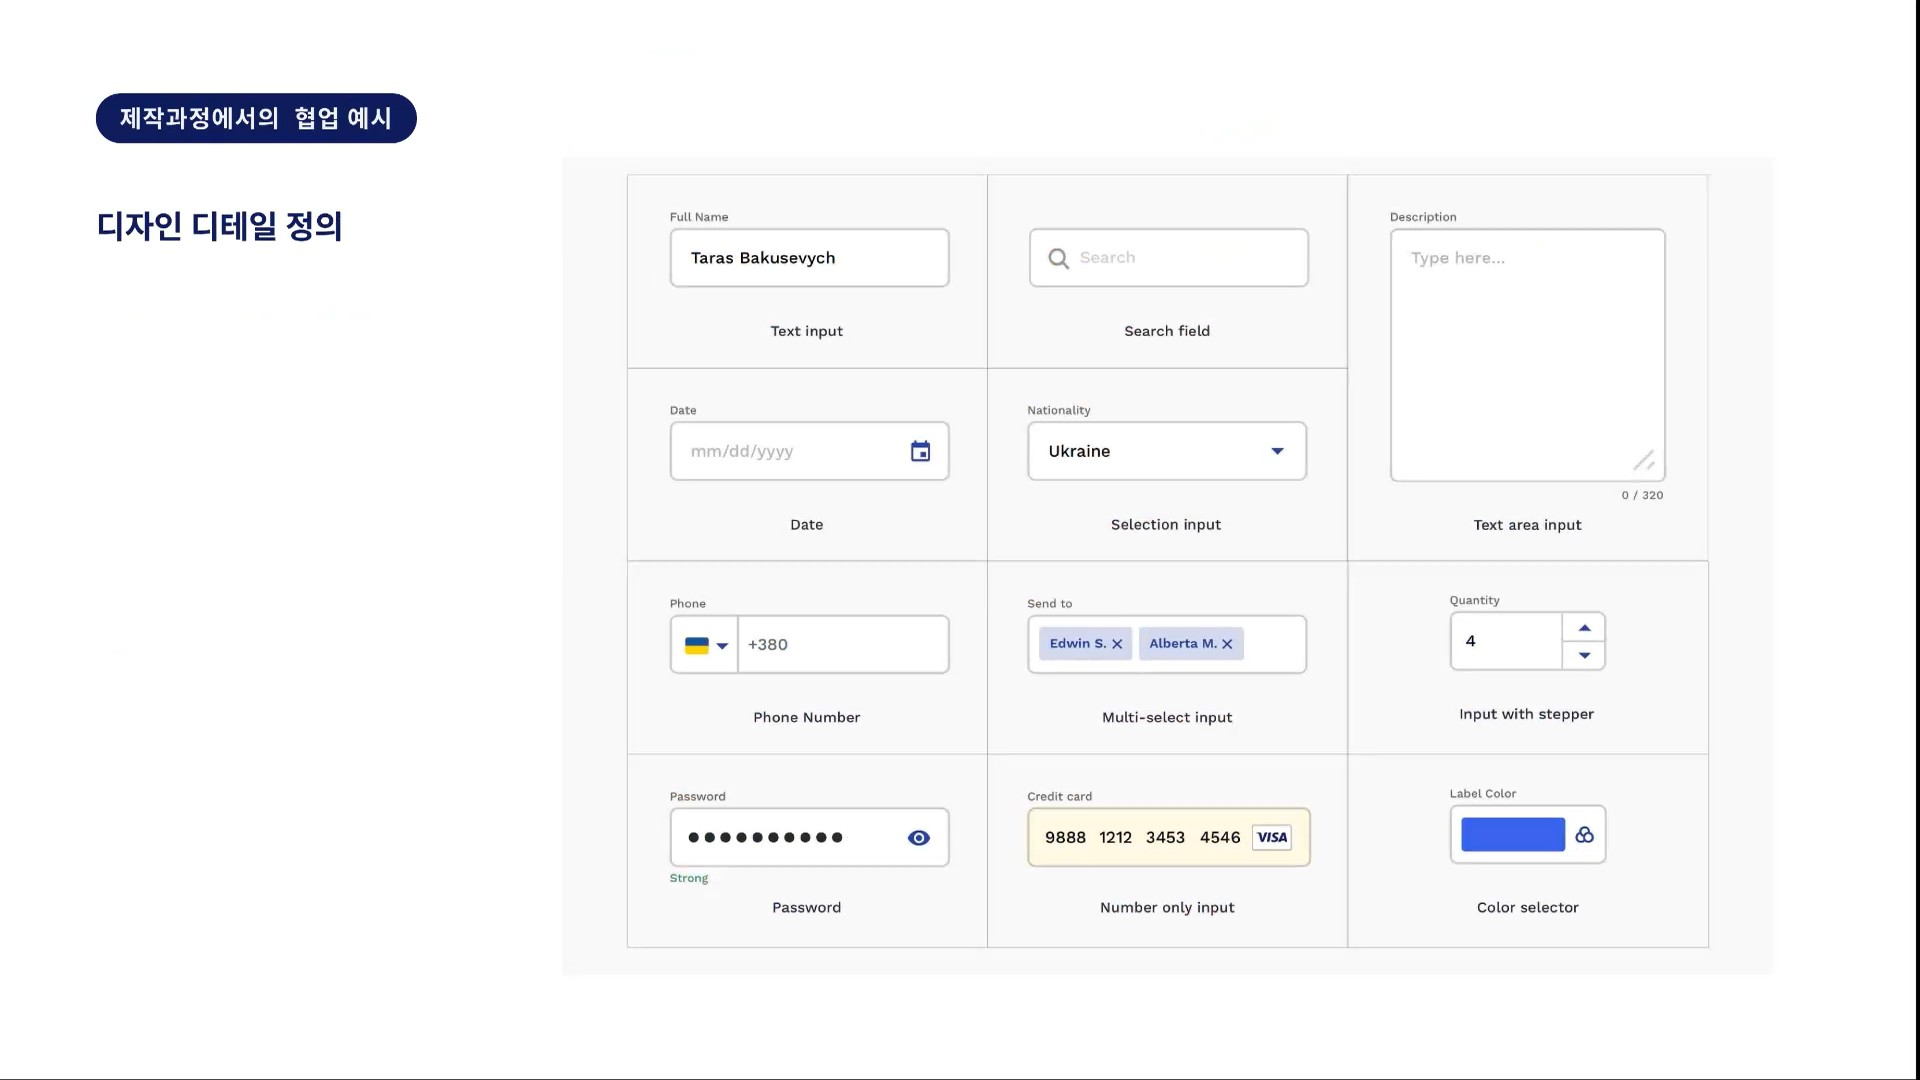 제작과정에서의 협업 예시
디자인 디테일 정의
Full Name
Taras Bakusevych
Text input
Search
Search field
Description
Type here...
0 / 320
Text area input
Date
mm/dd/yyyy
Date
Nationality
Ukraine
Selection input
Phone
+380
Phone Number
Send to
Edwin S.
Alberta M.
Multi-select input
Quantity
4
Input with stepper
Password
Strong
Password
Credit card
9888 1212 3453 4546 VISA
Number only input
Label Color
Color selector